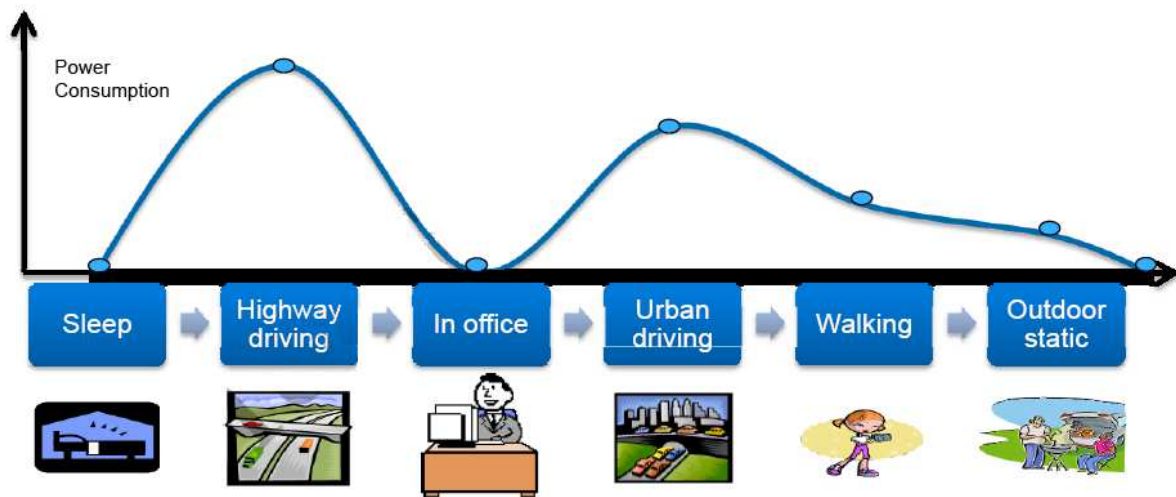 Power
Consumption
Sleep
Highway
driving
In office
Urban
driving
Walking
Outdoor
static